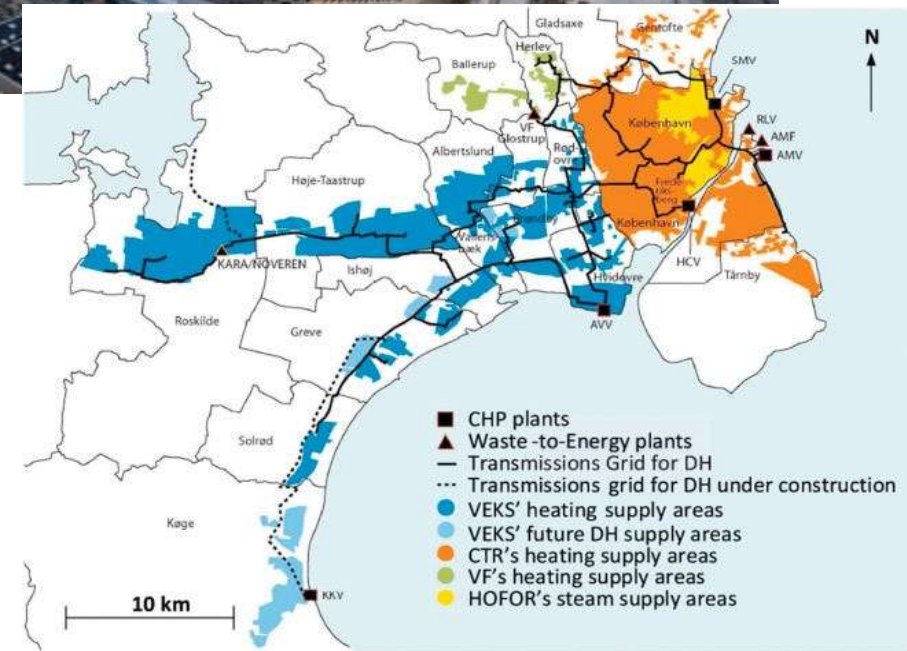 Gladsaxe
Gentofte
N
Herlev
SMV
Ballerup
RLV
København
AMF
VF
Glostrup
AMV
Albertslund
Rød-
ovre
Høje-Taastrup
Frede-
riks-
berg
Brøndby
København
Vallens-
bæk
KARA/NOVEREN
HCV
Ishøj
Hvidovre
Tårnby
Roskilde
Greve
AVV
CHP plants
Waste -to-Energy plants
Solrød
Transmissions Grid for DH
Transmissions grid for DH under construction
VEKS' heating supply areas
Køge
VEKS' future DH supply areas
CTR's heating supply areas
VF's heating supply areas
10 km
KKV
HOFOR's steam supply areas